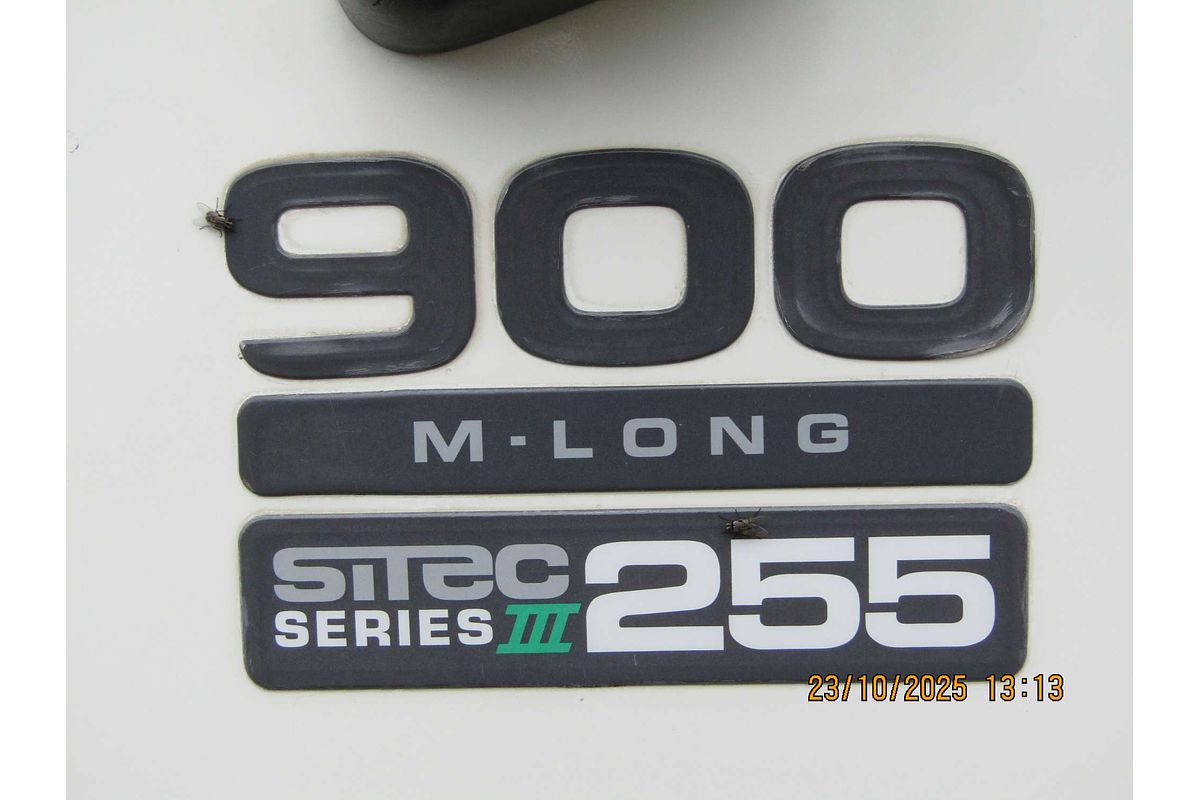 900
M-LONG
SiTEC 255
SERIES III
23/10/2025 13:13